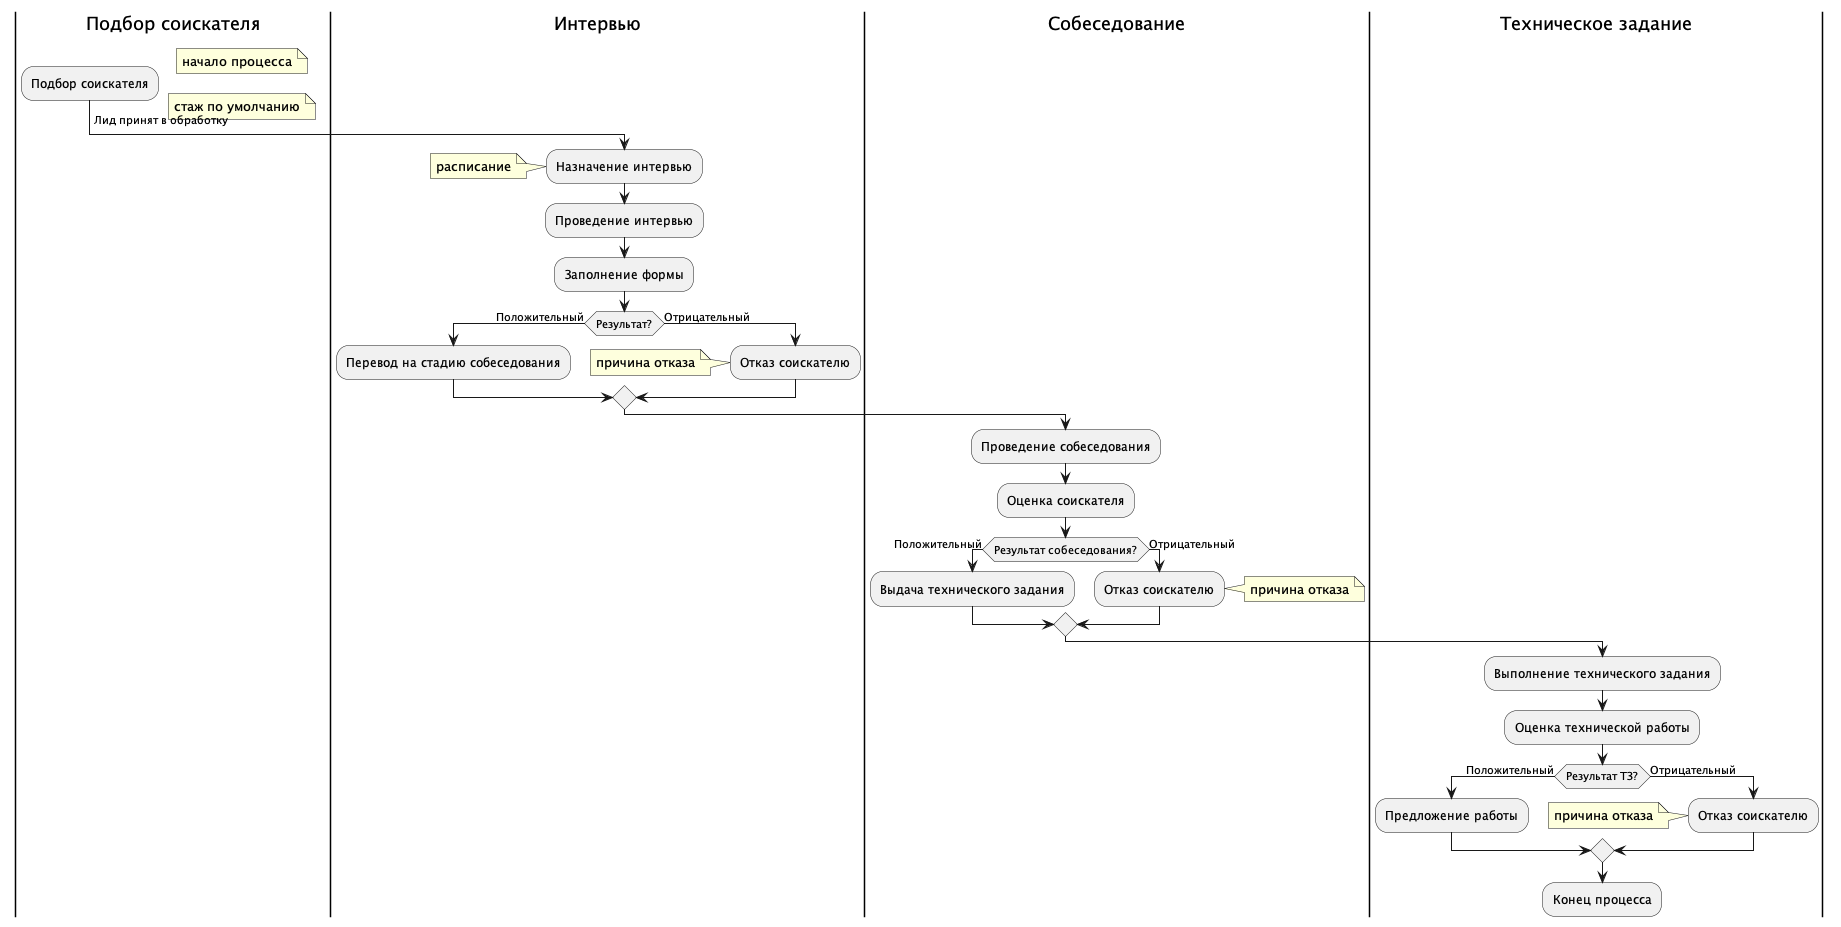 Подбор соискателя
Интервью
Собеседование
Техническое задание
начало процесса
Подбор соискателя
стаж по умолчанию
Лид принят в обработку
расписание
Назначение интервью
Проведение интервью
Заполнение формы
Положительный
Результат?
Отрицательный
Перевод на стадию собеседования
причина отказа
Отказ соискателю
Проведение собеседования
Оценка соискателя
Положительный
Результат собеседования?
Отрицательный
Выдача технического задания
Отказ соискателю
причина отказа
Выполнение технического задания
Оценка технической работы
Положительный
Результат ТЗ?
Отрицательный
Предложение работы
причина отказа
Отказ соискателю
Конец процесса